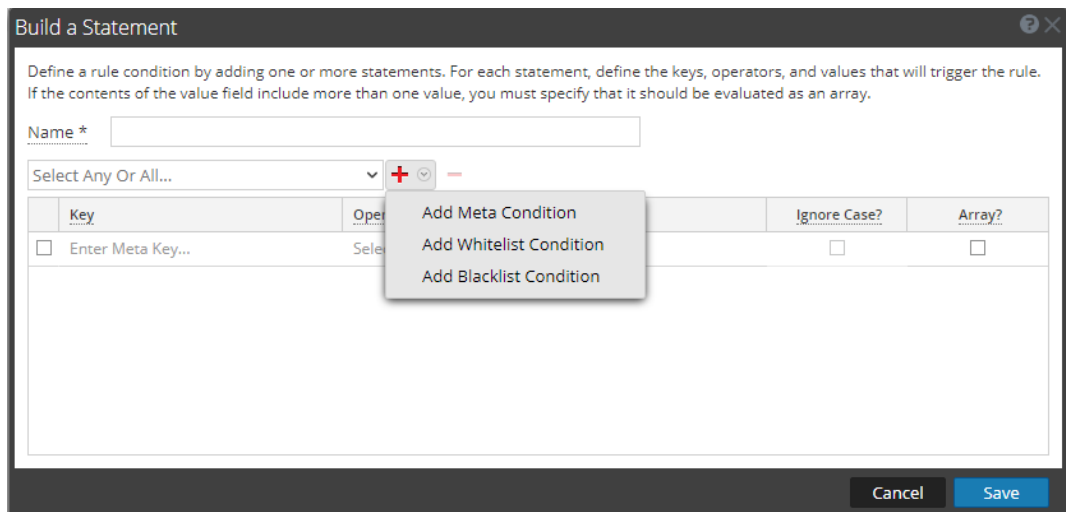 Build a Statement
Define a rule condition by adding one or more statements. For each statement, define the keys, operators, and values that will trigger the rule.
If the contents of the value field include more than one value, you must specify that it should be evaluated as an array.
Name *
Select Any Or All...
Key Oper Ignore Case? Array?
Enter Meta Key... Selec
Add Meta Condition
Add Whitelist Condition
Add Blacklist Condition
Cancel Save